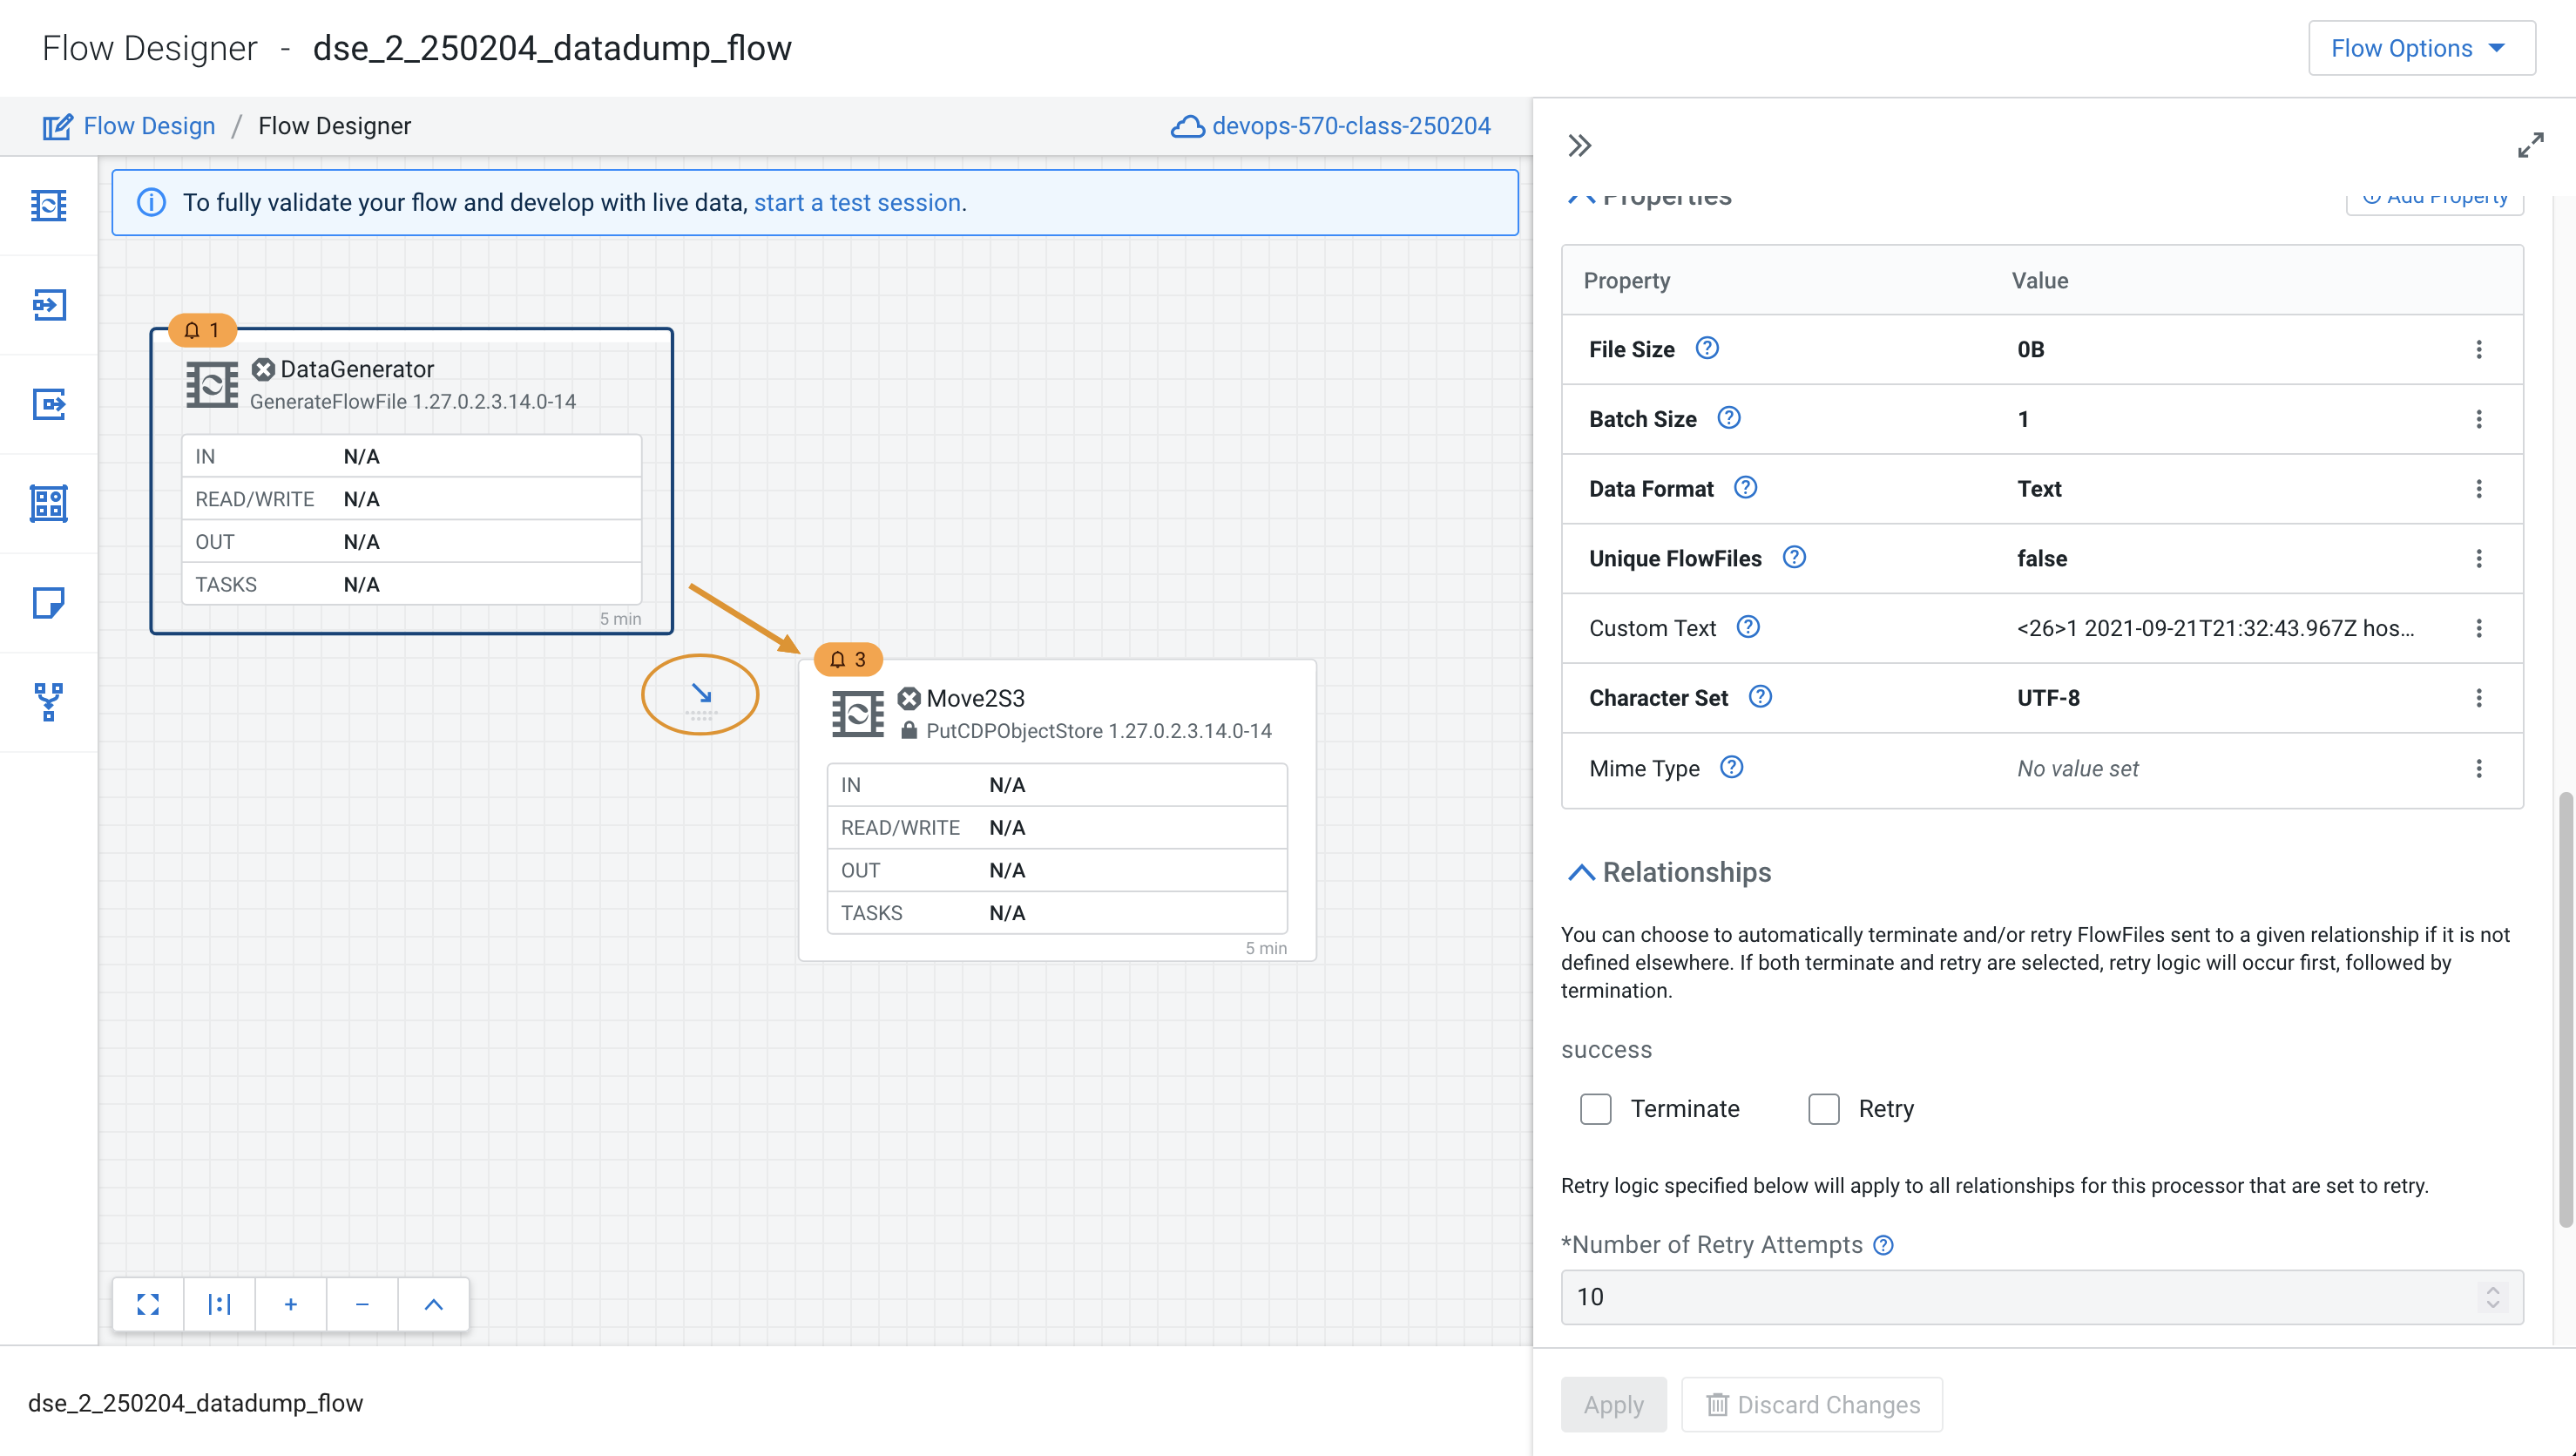 Flow Designer - dse_2_250204_datadump_flow
Flow Options
Flow Design / Flow Designer
devops-570-class-250204
To fully validate your flow and develop with live data, start a test session.
1
DataGenerator
GenerateFlowFile 1.27.0.2.3.14.0-14
IN N/A
READ/WRITE N/A
OUT N/A
TASKS N/A
5 min
3
Move2S3
PutCDPObjectStore 1.27.0.2.3.14.0-14
IN N/A
READ/WRITE N/A
OUT N/A
TASKS N/A
5 min
dse_2_250204_datadump_flow
Properties
Add Property
Property Value
File Size 0B
Batch Size 1
Data Format Text
Unique FlowFiles false
Custom Text <26>1 2021-09-21T21:32:43.967Z hos...
Character Set UTF-8
Mime Type No value set
Relationships
You can choose to automatically terminate and/or retry FlowFiles sent to a given relationship if it is not
defined elsewhere. If both terminate and retry are selected, retry logic will occur first, followed by
termination.
success
Terminate Retry
Retry logic specified below will apply to all relationships for this processor that are set to retry.
*Number of Retry Attempts
10
Apply Discard Changes